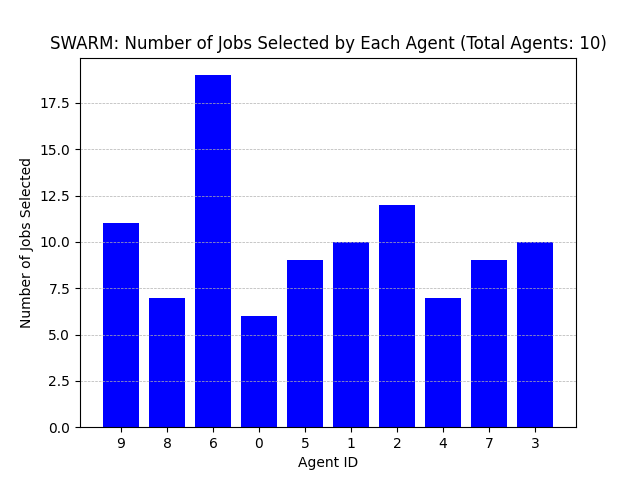 SWARM: Number of Jobs Selected by Each Agent (Total Agents: 10)
17.5
15.0
12.5
10.0
7.5
5.0
2.5
0.0
Number of Jobs Selected
9 8 6 0 5 1 2 4 7 3
Agent ID